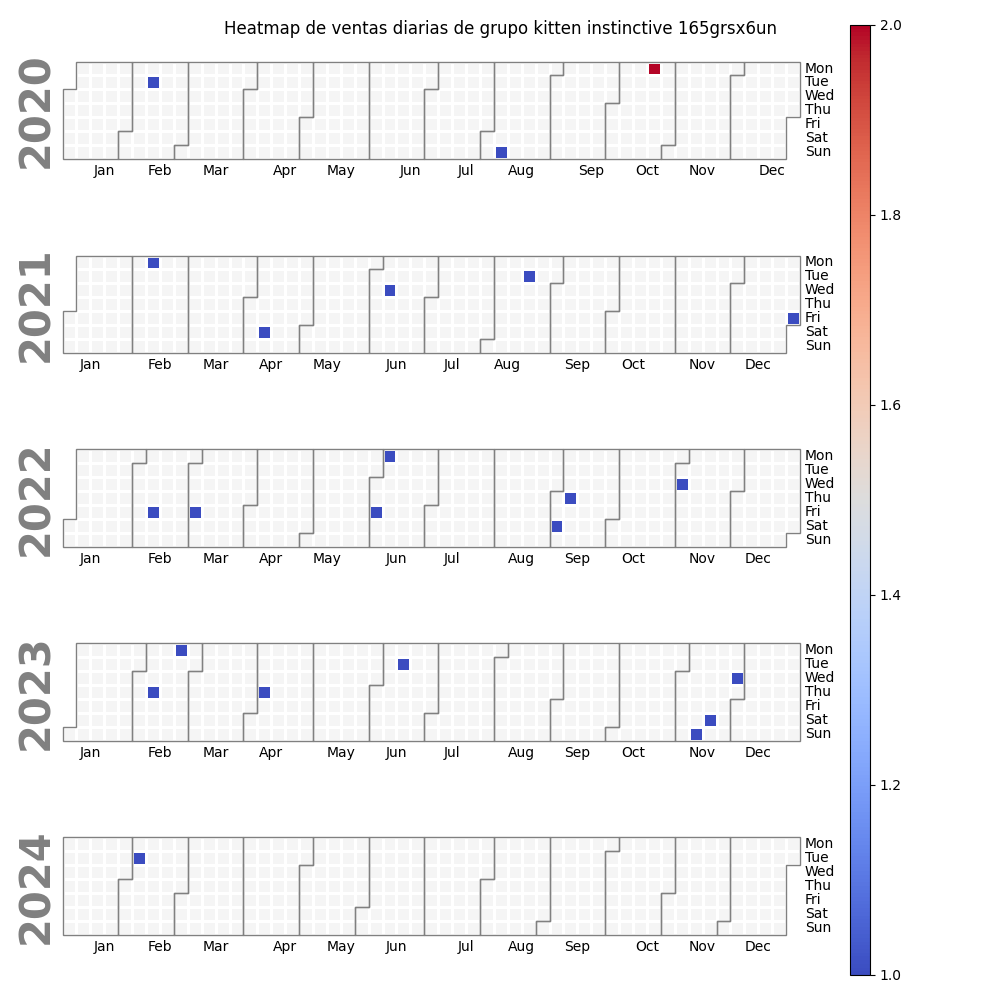 Heatmap de ventas diarias de grupo kitten instinctive 165grsx6un
2020
Mon
Tue
Wed
Thu
Fri
Sat
Sun
Jan Feb Mar Apr May Jun Jul Aug Sep Oct Nov Dec
2021
Mon
Tue
Wed
Thu
Fri
Sat
Sun
Jan Feb Mar Apr May Jun Jul Aug Sep Oct Nov Dec
2022
Mon
Tue
Wed
Thu
Fri
Sat
Sun
Jan Feb Mar Apr May Jun Jul Aug Sep Oct Nov Dec
2023
Mon
Tue
Wed
Thu
Fri
Sat
Sun
Jan Feb Mar Apr May Jun Jul Aug Sep Oct Nov Dec
2024
Mon
Tue
Wed
Thu
Fri
Sat
Sun
Jan Feb Mar Apr May Jun Jul Aug Sep Oct Nov Dec
2.0
1.8
1.6
1.4
1.2
1.0